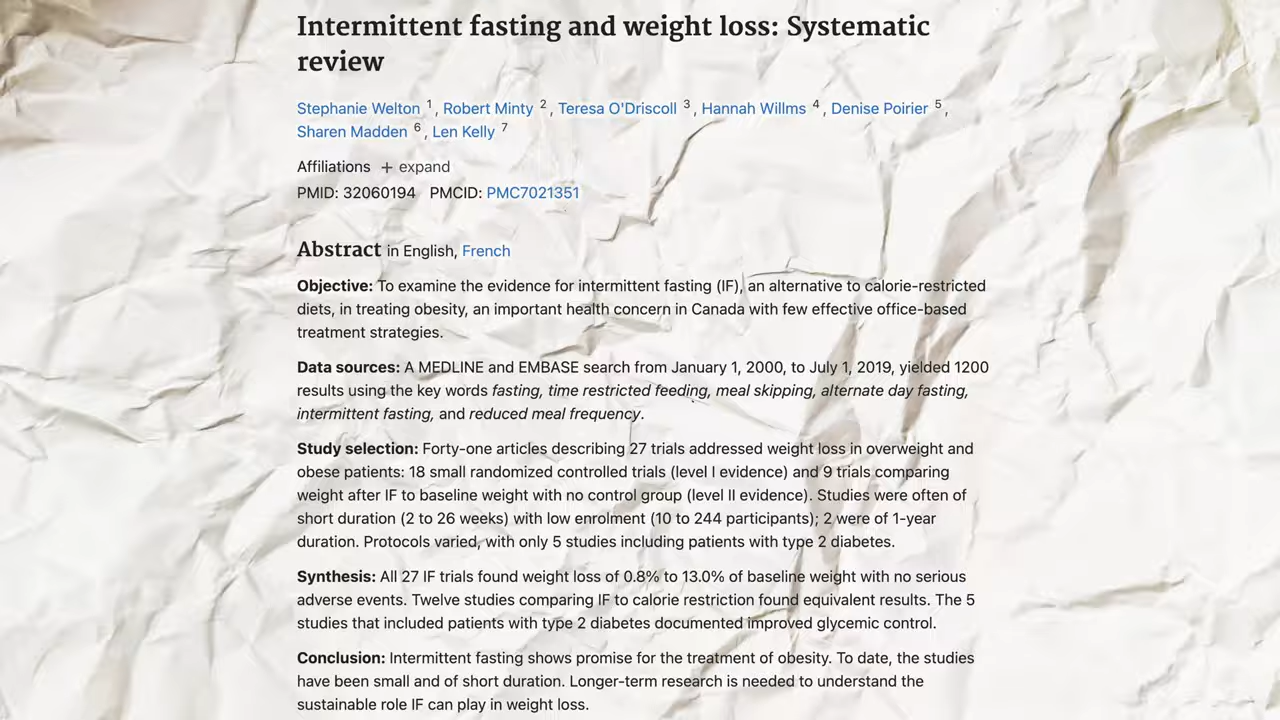 Intermittent fasting and weight loss: Systematic
review
Stephanie Welton 1, Robert Minty 2, Teresa O'Driscoll 3, Hannah Willms 4, Denise Poirier 5,
Sharen Madden 6, Len Kelly 7
Affiliations + expand
PMID: 32060194 PMCID: PMC7021351
Abstract in English, French
Objective: To examine the evidence for intermittent fasting (IF), an alternative to calorie-restricted
diets, in treating obesity, an important health concern in Canada with few effective office-based
treatment strategies.
Data sources: A MEDLINE and EMBASE search from January 1, 2000, to July 1, 2019, yielded 1200
results using the key words fasting, time restricted feeding, meal skipping, alternate day fasting,
intermittent fasting, and reduced meal frequency.
Study selection: Forty-one articles describing 27 trials addressed weight loss in overweight and
obese patients: 18 small randomized controlled trials (level I evidence) and 9 trials comparing
weight after IF to baseline weight with no control group (level II evidence). Studies were often of
short duration (2 to 26 weeks) with low enrolment (10 to 244 participants); 2 were of 1-year
duration. Protocols varied, with only 5 studies including patients with type 2 diabetes.
Synthesis: All 27 IF trials found weight loss of 0.8% to 13.0% of baseline weight with no serious
adverse events. Twelve studies comparing IF to calorie restriction found equivalent results. The 5
studies that included patients with type 2 diabetes documented improved glycemic control.
Conclusion: Intermittent fasting shows promise for the treatment of obesity. To date, the studies
have been small and of short duration. Longer-term research is needed to understand the
sustainable role IF can play in weight loss.